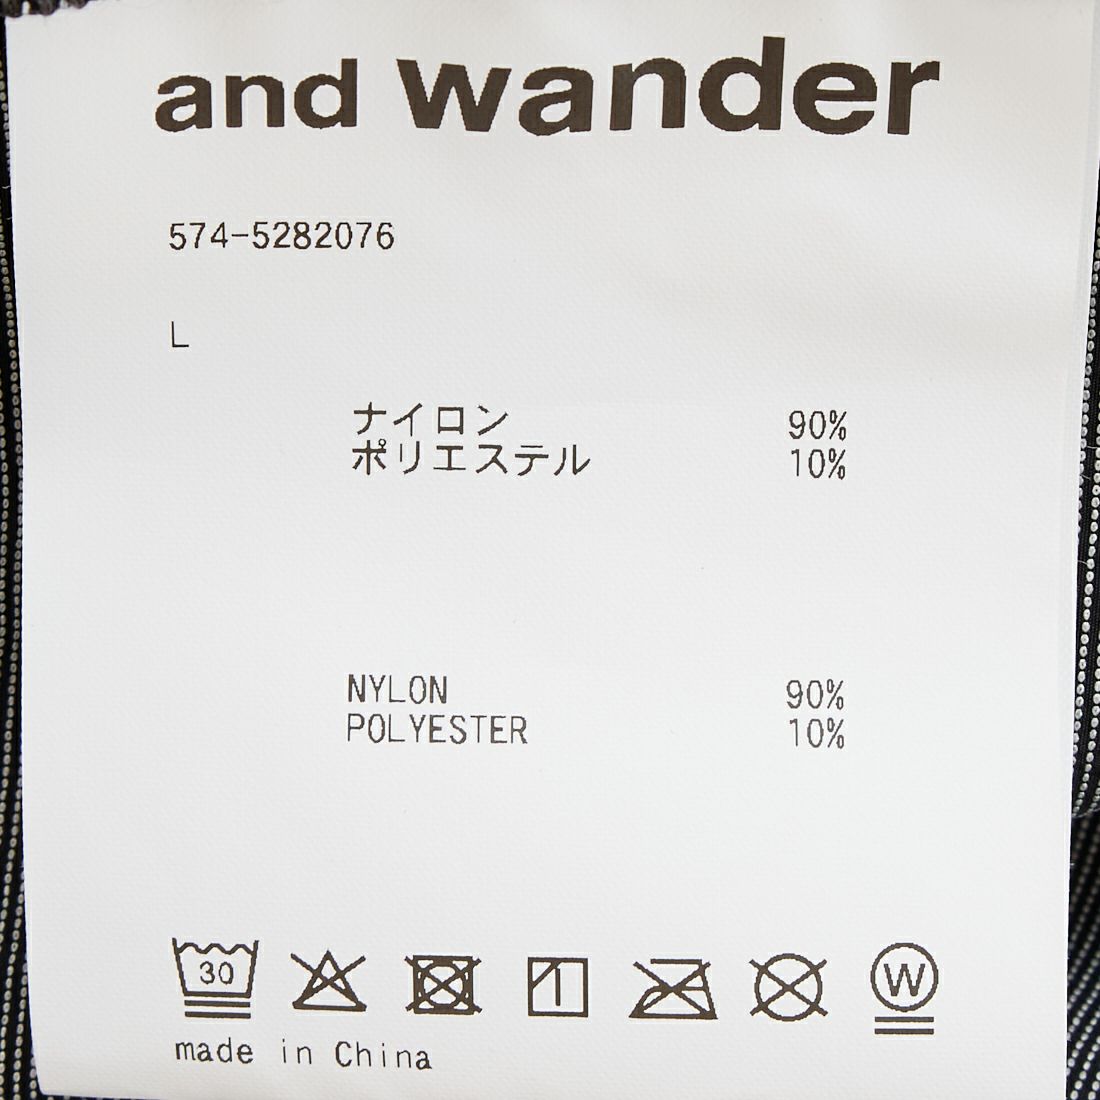 and wander
574-5282076
L
ナイロン 90%
ポリエステル 10%
NYLON 90%
POLYESTER 10%
30 W
made in China